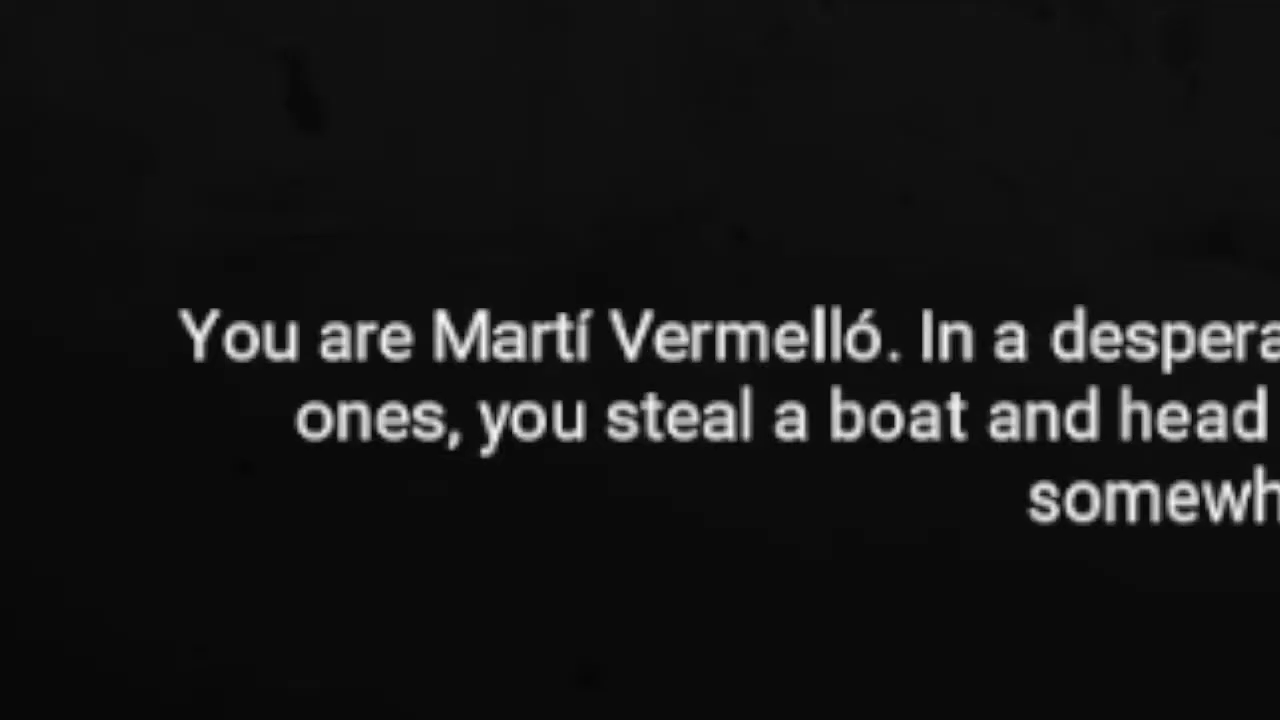 You are Martí Vermelló. In a despera
ones, you steal a boat and head
somewh